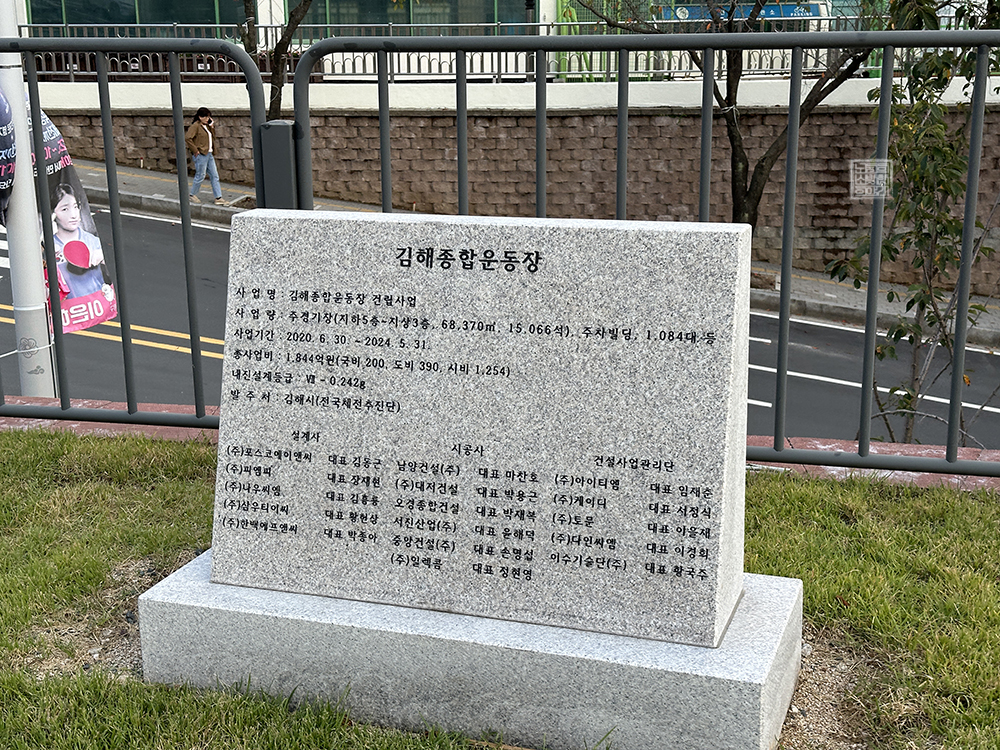 김해종합운동장
사 업 명 : 김해종합운동장 건립사업
사 업 량 : 주경기장(지하5층~지상3층, 68,370㎡, 15,066석), 주차빌딩, 1,084대 등
사업기간 : 2020. 6. 30. ~ 2024. 5. 31.
총사업비 : 1,844억원(국비 200, 도비 390, 시비 1,254)
내진설계등급 : Ⅶ - 0.242g
발 주 처 : 김해시(전국체전추진단)
설계사
(주)포스코에이앤씨 대표 김동근
(주)피엠피 대표 장재현
(주)나우씨엠 대표 김흥룡
(주)삼우티이씨 대표 황현상
(주)한백에프앤씨 대표 박종아
시공사
남양건설(주) 대표 마찬호
(주)대저건설 대표 박용근
오경종합건설 대표 박재복
서진산업(주) 대표 윤해덕
중앙건설(주) 대표 손명섭
(주)일렉콤 대표 정현영
건설사업관리단
(주)아이티엠 대표 임채순
(주)케이디 대표 서정식
(주)토문 대표 이을재
(주)다인씨엠 대표 이경희
이수기술단(주) 대표 황국주